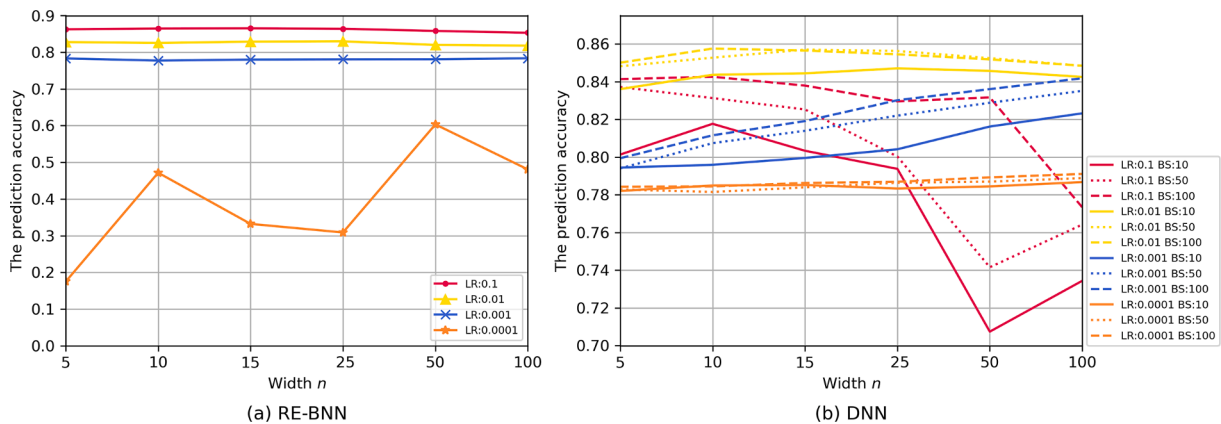 0.9
0.8
0.7
0.6
0.5
0.4
0.3
0.2
0.1
0.0
The prediction accuracy
5 10 15 25 50 100
Width n
LR:0.1
LR:0.01
LR:0.001
LR:0.0001
(a) RE-BNN
0.86
0.84
0.82
0.80
0.78
0.76
0.74
0.72
0.70
The prediction accuracy
5 10 15 25 50 100
Width n
LR:0.1 BS:10
LR:0.1 BS:50
LR:0.1 BS:100
LR:0.01 BS:10
LR:0.01 BS:50
LR:0.01 BS:100
LR:0.001 BS:10
LR:0.001 BS:50
LR:0.001 BS:100
LR:0.0001 BS:10
LR:0.0001 BS:50
LR:0.0001 BS:100
(b) DNN